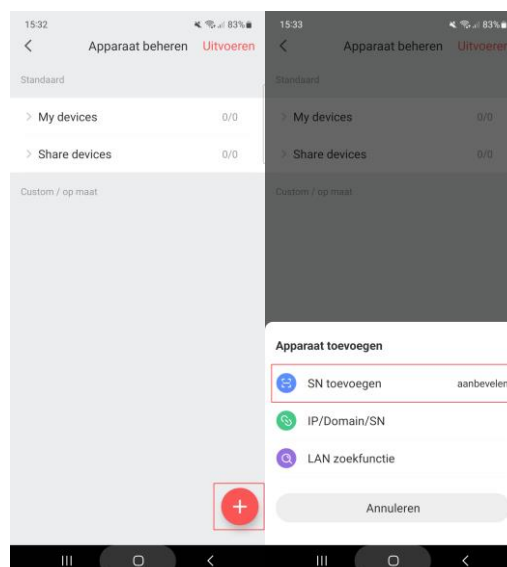 15:32
83%
Apparaat beheren
Uitvoeren
Standaard
My devices
0/0
Share devices
0/0
Custom / op maat
15:33
83%
Apparaat beheren
Uitvoeren
Standaard
My devices
0/0
Share devices
0/0
Custom / op maat
Apparaat toevoegen
SN toevoegen
aanbevelen
IP/Domain/SN
LAN zoekfunctie
Annuleren